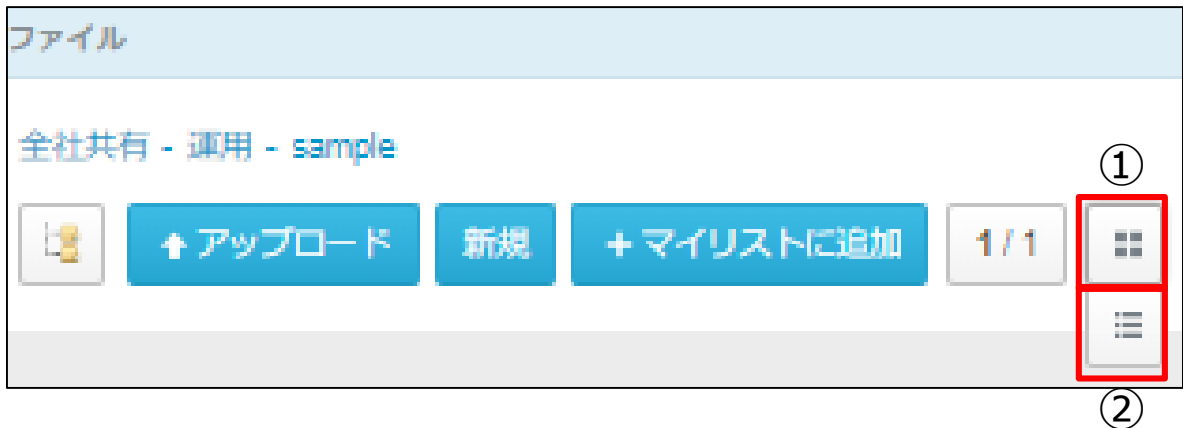 ファイル
全社共有 - 運用 - sample
①
アップロード 新規 +マイリストに追加 1 / 1
②